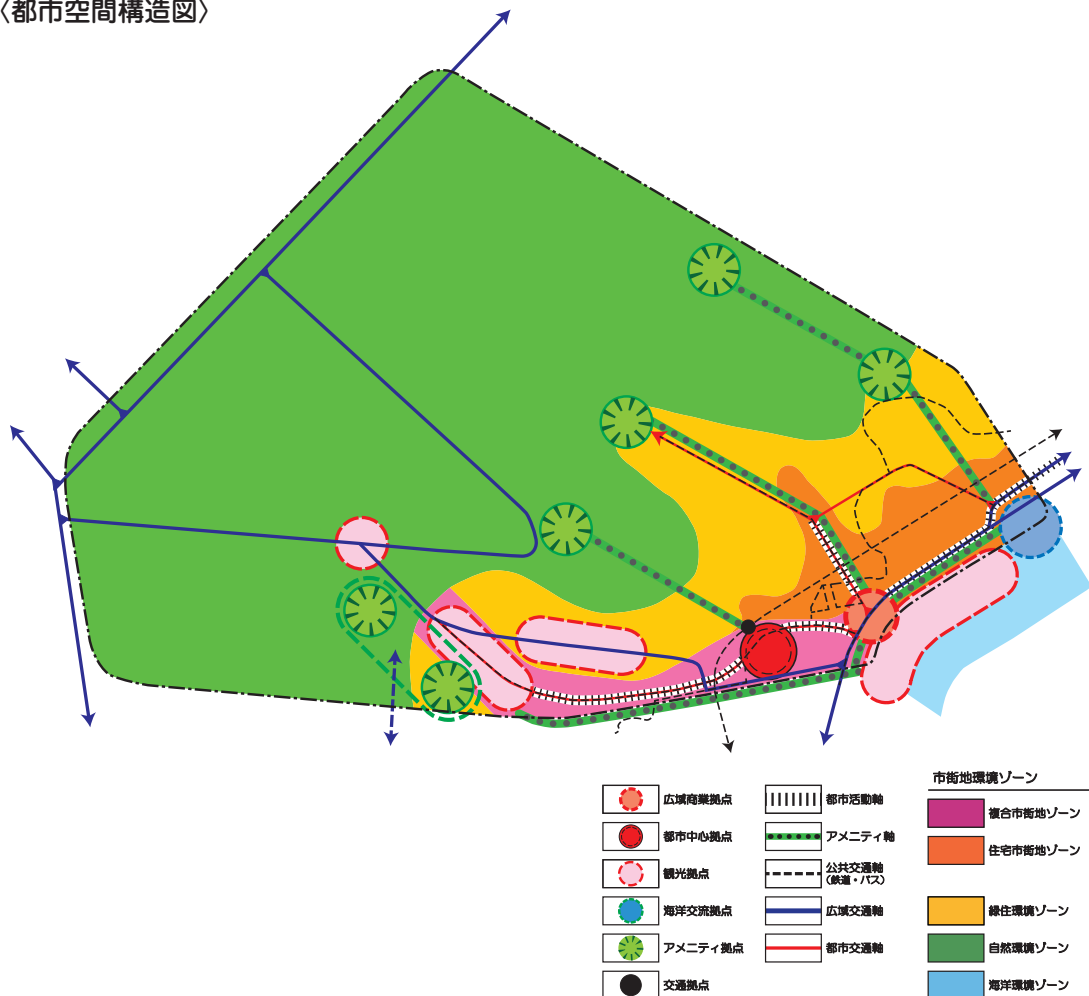 〈都市空間構造図〉
広域商業拠点
都市中心拠点
観光拠点
海洋交流拠点
アメニティ拠点
交通拠点
都市活動軸
アメニティ軸
公共交通軸
(鉄道・バス)
広域交通軸
都市交通軸
市街地環境ゾーン
複合市街地ゾーン
住宅市街地ゾーン
緑住環境ゾーン
自然環境ゾーン
海洋環境ゾーン